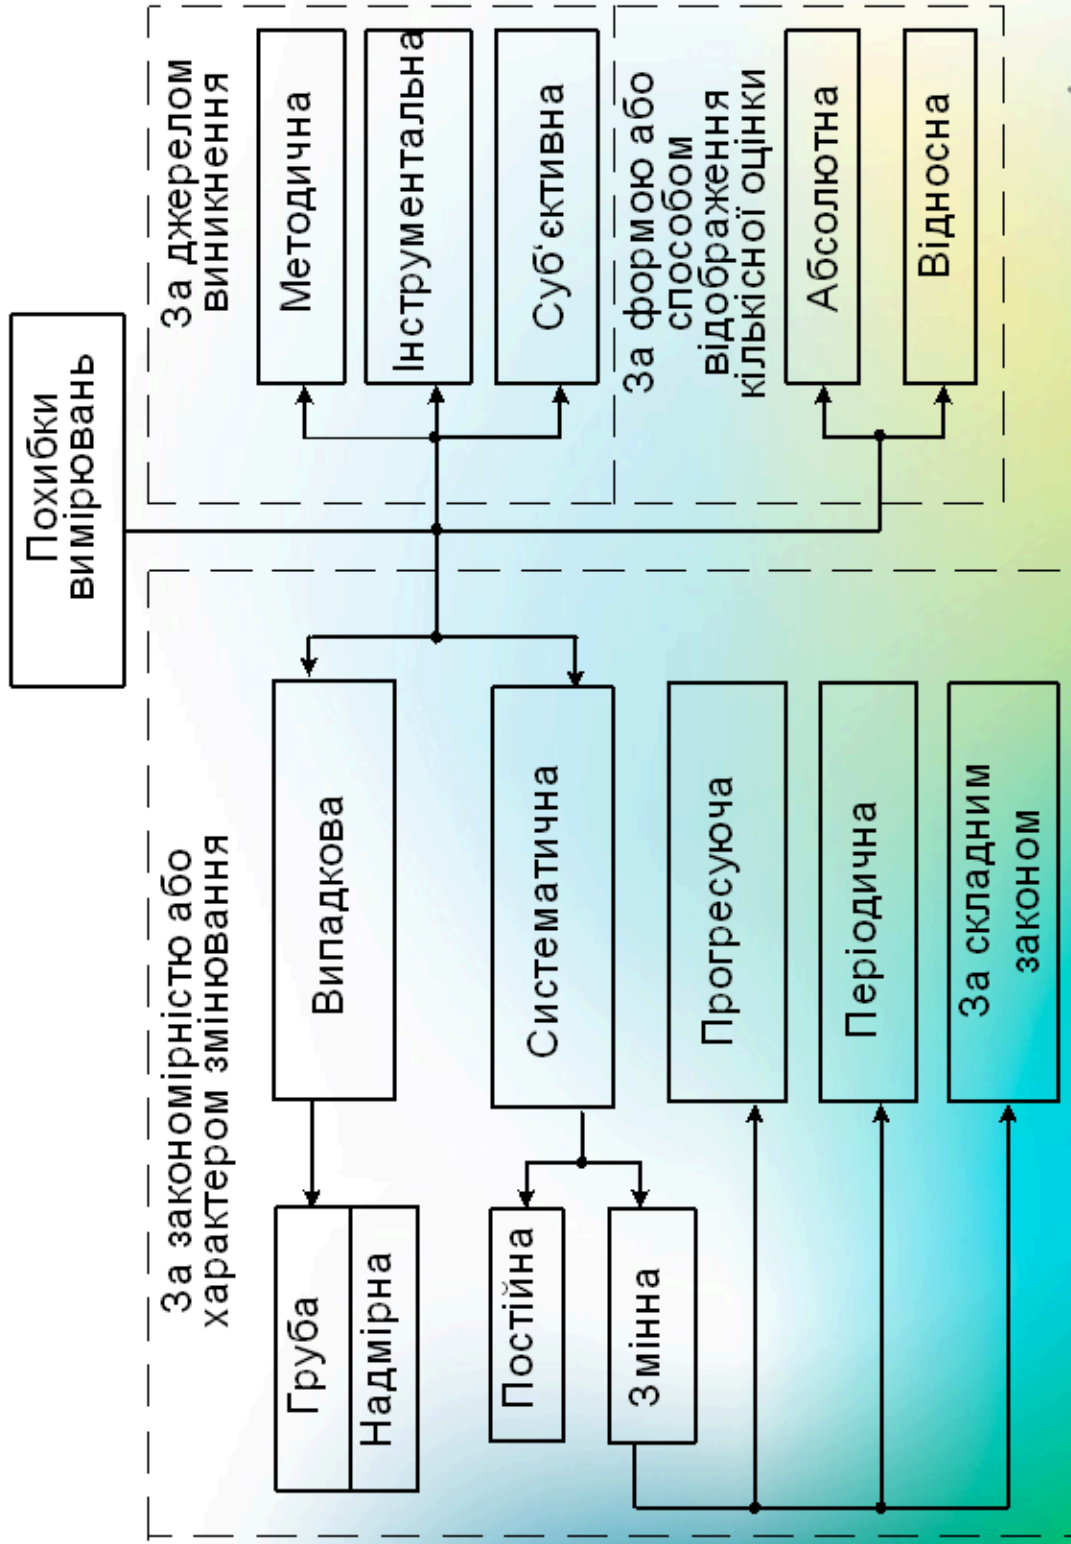 Похибки
вимірювань
За закономірністю або
характером змінювання
Груба
Надмірна
Випадкова
Постійна
Змінна
Систематична
Прогресуюча
Періодична
За складним
законом
За джерелом
виникнення
Методична
Інструментальна
Суб‘єктивна
За формою або
способом
відображення
кількісної оцінки
Абсолютна
Відносна